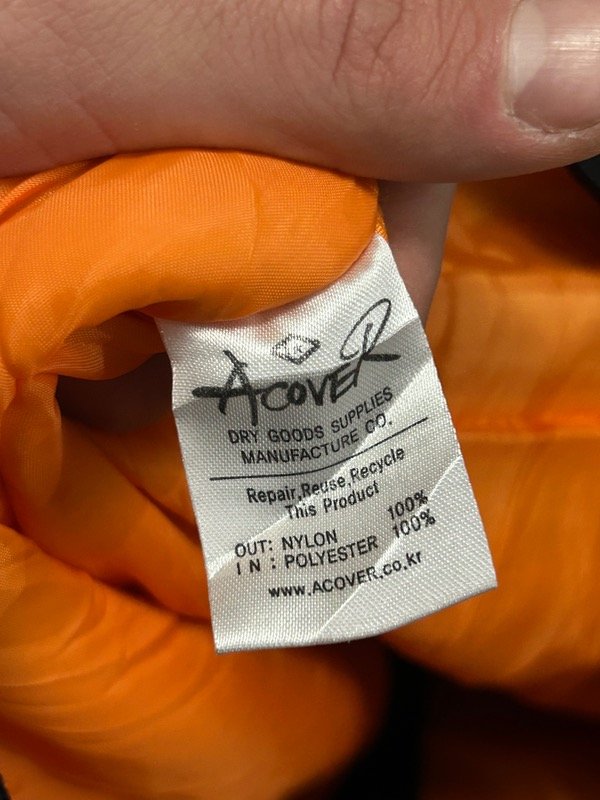 ACOVER
DRY GOODS SUPPLIES
MANUFACTURE CO.
Repair,Reuse,Recycle
This Product
OUT: NYLON 100%
IN : POLYESTER 100%
www.ACOVER.co.kr